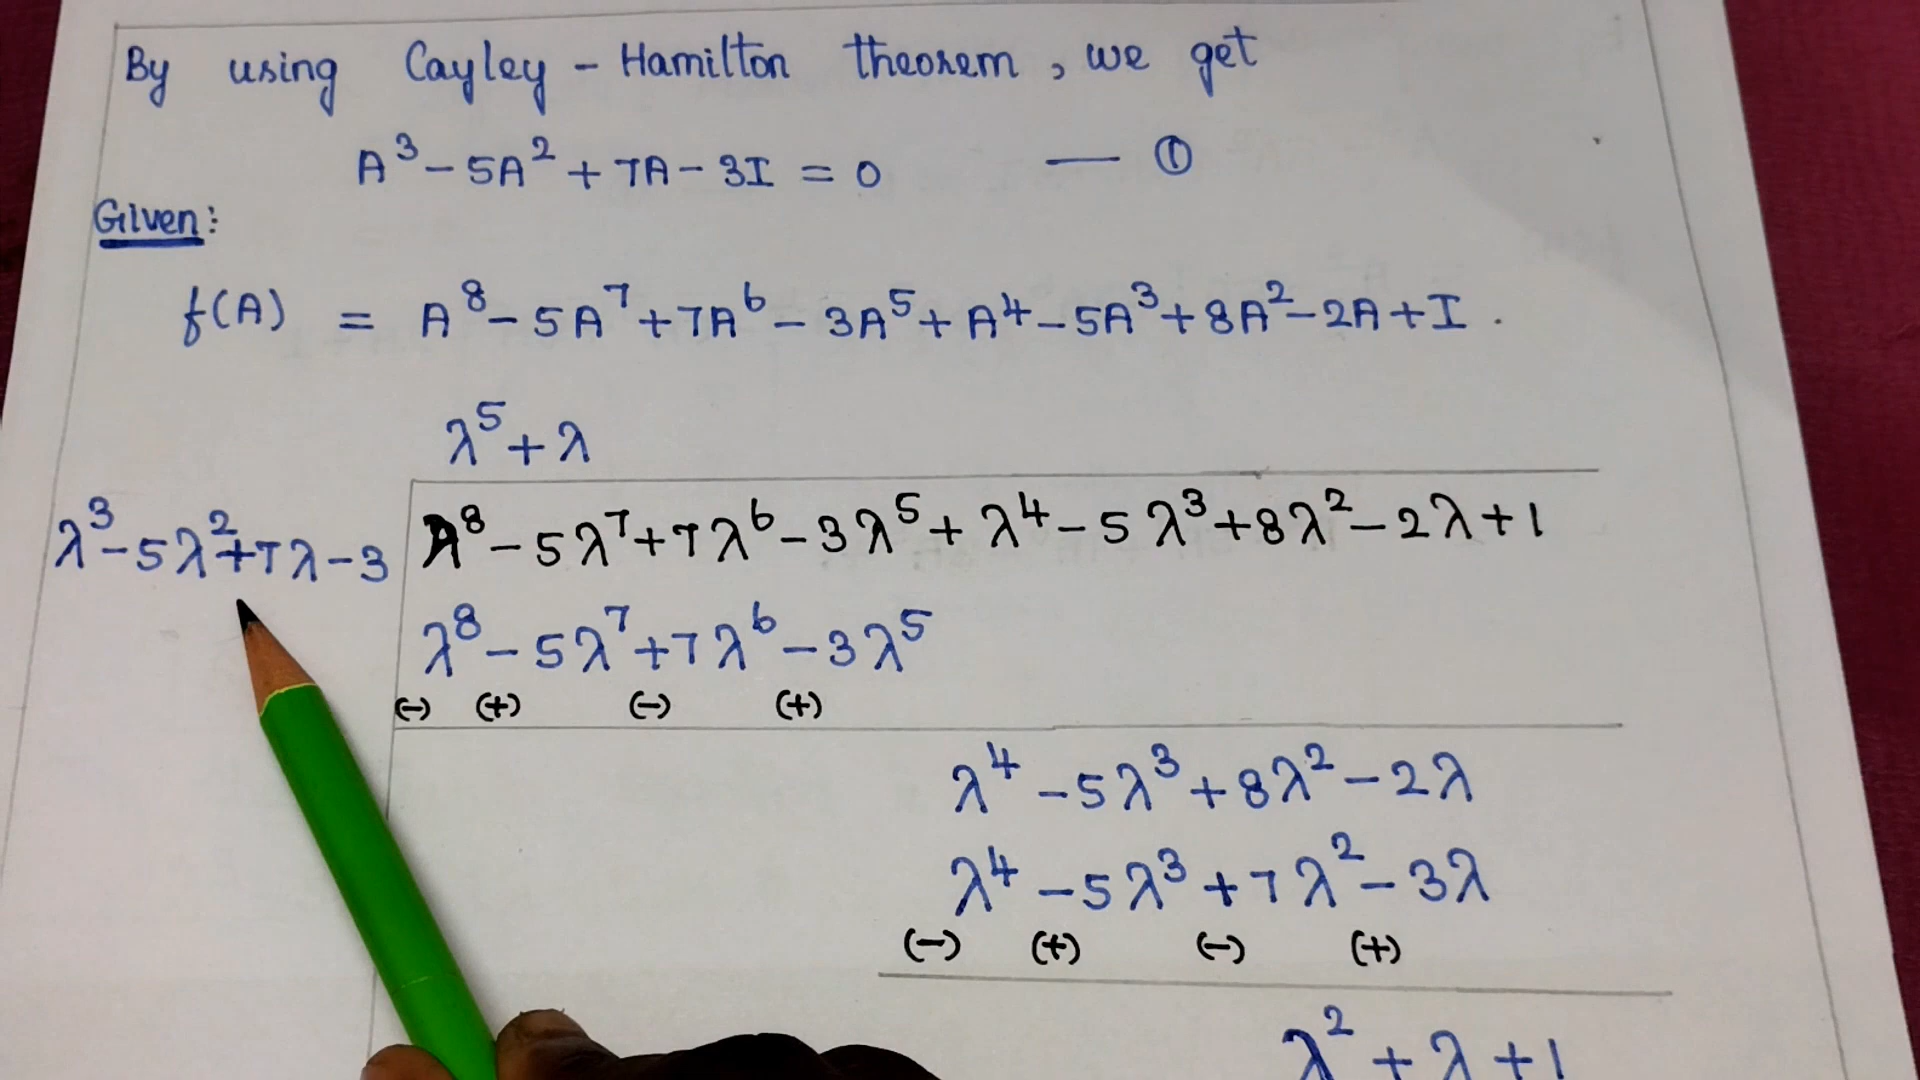 By using Cayley - Hamilton theorem, we get
A³ - 5A² + 7A - 3I = 0 — ①
Given:
f(A) = A⁸ - 5A⁷ + 7A⁶ - 3A⁵ + A⁴ - 5A³ + 8A² - 2A + I .
λ⁵ + λ
λ³ - 5λ² + 7λ - 3 | λ⁸ - 5λ⁷ + 7λ⁶ - 3λ⁵ + λ⁴ - 5λ³ + 8λ² - 2λ + 1
λ⁸ - 5λ⁷ + 7λ⁶ - 3λ⁵
(-) (+) (-) (+)
λ⁴ - 5λ³ + 8λ² - 2λ
λ⁴ - 5λ³ + 7λ² - 3λ
(-) (+) (-) (+)
λ² + λ + 1